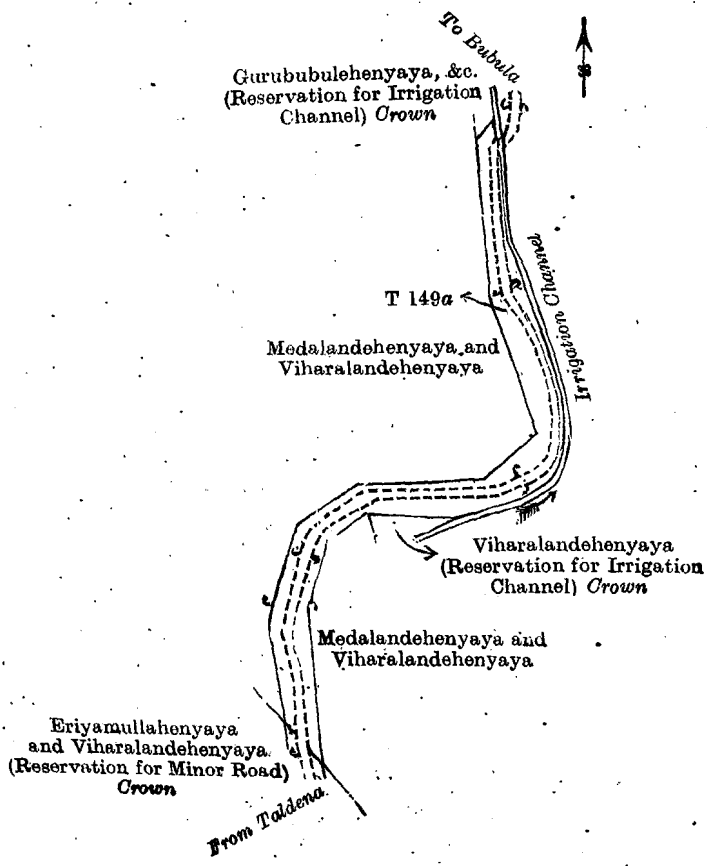 To Bubula
Gurububulehenyaya, &c.
(Reservation for Irrigation
Channel) Crown
Irrigation Channel
T 149a
Medalandehenyaya and
Viharalandehenyaya
Viharalandehenyaya
(Reservation for Irrigation
Channel) Crown
Medalandehenyaya and
Viharalandehenyaya
Eriyamullahenyaya
and Viharalandehenyaya
(Reservation for Minor Road)
Crown
From Taldena